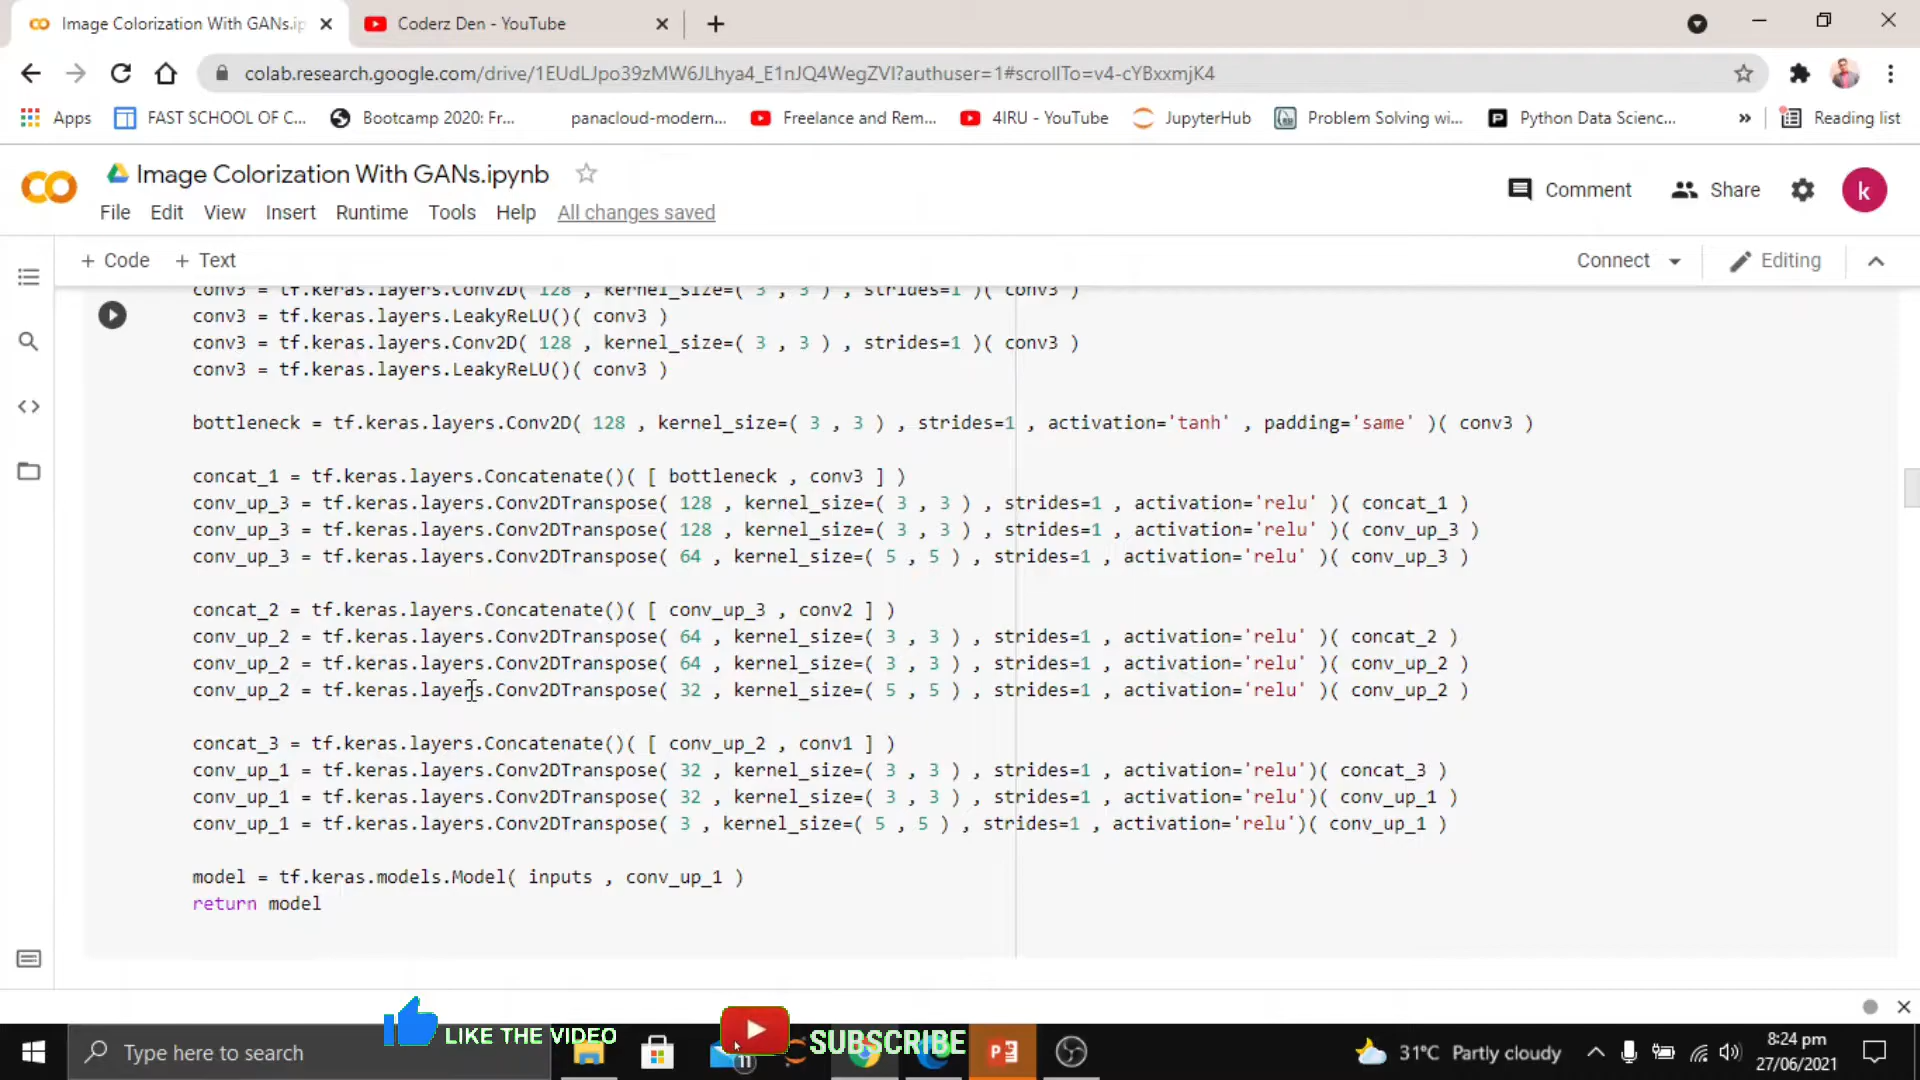 Image Colorization With GANs.ip
Coderz Den - YouTube
colab.research.google.com/drive/1EUdLJpo39zMW6JLhya4_E1nJQ4WegZVI?authuser=1#scrollTo=v4-cYBxxmjK4
Apps
FAST SCHOOL OF C...
Bootcamp 2020: Fr...
panacloud-modern...
Freelance and Rem...
4IRU - YouTube
JupyterHub
Problem Solving wi...
Python Data Scienc...
»
Reading list
Image Colorization With GANs.ipynb
Comment
Share
k
File Edit View Insert Runtime Tools Help All changes saved
+ Code + Text
Connect
Editing
conv3 = tf.keras.layers.Conv2D( 128 , kernel_size=( 3 , 3 ) , strides=1 )( conv3 )
conv3 = tf.keras.layers.LeakyReLU()( conv3 )
conv3 = tf.keras.layers.Conv2D( 128 , kernel_size=( 3 , 3 ) , strides=1 )( conv3 )
conv3 = tf.keras.layers.LeakyReLU()( conv3 )
bottleneck = tf.keras.layers.Conv2D( 128 , kernel_size=( 3 , 3 ) , strides=1 , activation='tanh' , padding='same' )( conv3 )
concat_1 = tf.keras.layers.Concatenate()( [ bottleneck , conv3 ] )
conv_up_3 = tf.keras.layers.Conv2DTranspose( 128 , kernel_size=( 3 , 3 ) , strides=1 , activation='relu' )( concat_1 )
conv_up_3 = tf.keras.layers.Conv2DTranspose( 128 , kernel_size=( 3 , 3 ) , strides=1 , activation='relu' )( conv_up_3 )
conv_up_3 = tf.keras.layers.Conv2DTranspose( 64 , kernel_size=( 5 , 5 ) , strides=1 , activation='relu' )( conv_up_3 )
concat_2 = tf.keras.layers.Concatenate()( [ conv_up_3 , conv2 ] )
conv_up_2 = tf.keras.layers.Conv2DTranspose( 64 , kernel_size=( 3 , 3 ) , strides=1 , activation='relu' )( concat_2 )
conv_up_2 = tf.keras.layers.Conv2DTranspose( 64 , kernel_size=( 3 , 3 ) , strides=1 , activation='relu' )( conv_up_2 )
conv_up_2 = tf.keras.layers.Conv2DTranspose( 32 , kernel_size=( 5 , 5 ) , strides=1 , activation='relu' )( conv_up_2 )
concat_3 = tf.keras.layers.Concatenate()( [ conv_up_2 , conv1 ] )
conv_up_1 = tf.keras.layers.Conv2DTranspose( 32 , kernel_size=( 3 , 3 ) , strides=1 , activation='relu')( concat_3 )
conv_up_1 = tf.keras.layers.Conv2DTranspose( 32 , kernel_size=( 3 , 3 ) , strides=1 , activation='relu')( conv_up_1 )
conv_up_1 = tf.keras.layers.Conv2DTranspose( 3 , kernel_size=( 5 , 5 ) , strides=1 , activation='relu')( conv_up_1 )
model = tf.keras.models.Model( inputs , conv_up_1 )
return model
LIKE THE VIDEO
SUBSCRIBE
Type here to search
11
31°C Partly cloudy
8:24 pm
27/06/2021